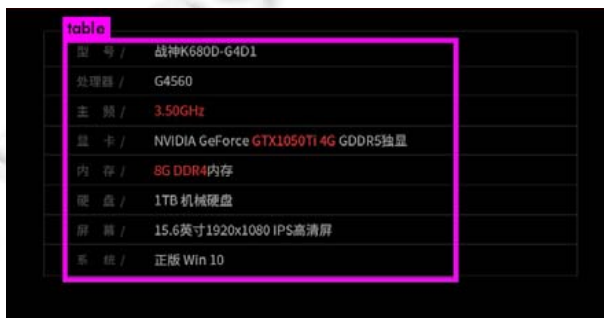 table
型 号 / 战神K680D-G4D1
处理器 / G4560
主 频 / 3.50GHz
显 卡 / NVIDIA GeForce GTX1050Ti 4G GDDR5独显
内 存 / 8G DDR4内存
硬 盘 / 1TB 机械硬盘
屏 幕 / 15.6英寸1920x1080 IPS高清屏
系 统 / 正版 Win 10